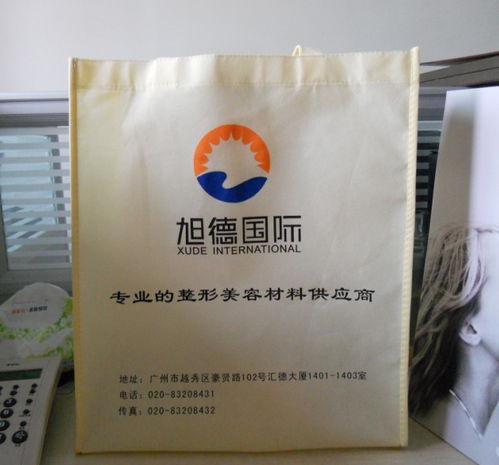 旭德国际
XUDE INTERNATIONAL
专业的整形美容材料供应商
地址：广州市越秀区豪贤路102号汇德大厦1401-1403室
电话：020-83208431
传真：020-83208432